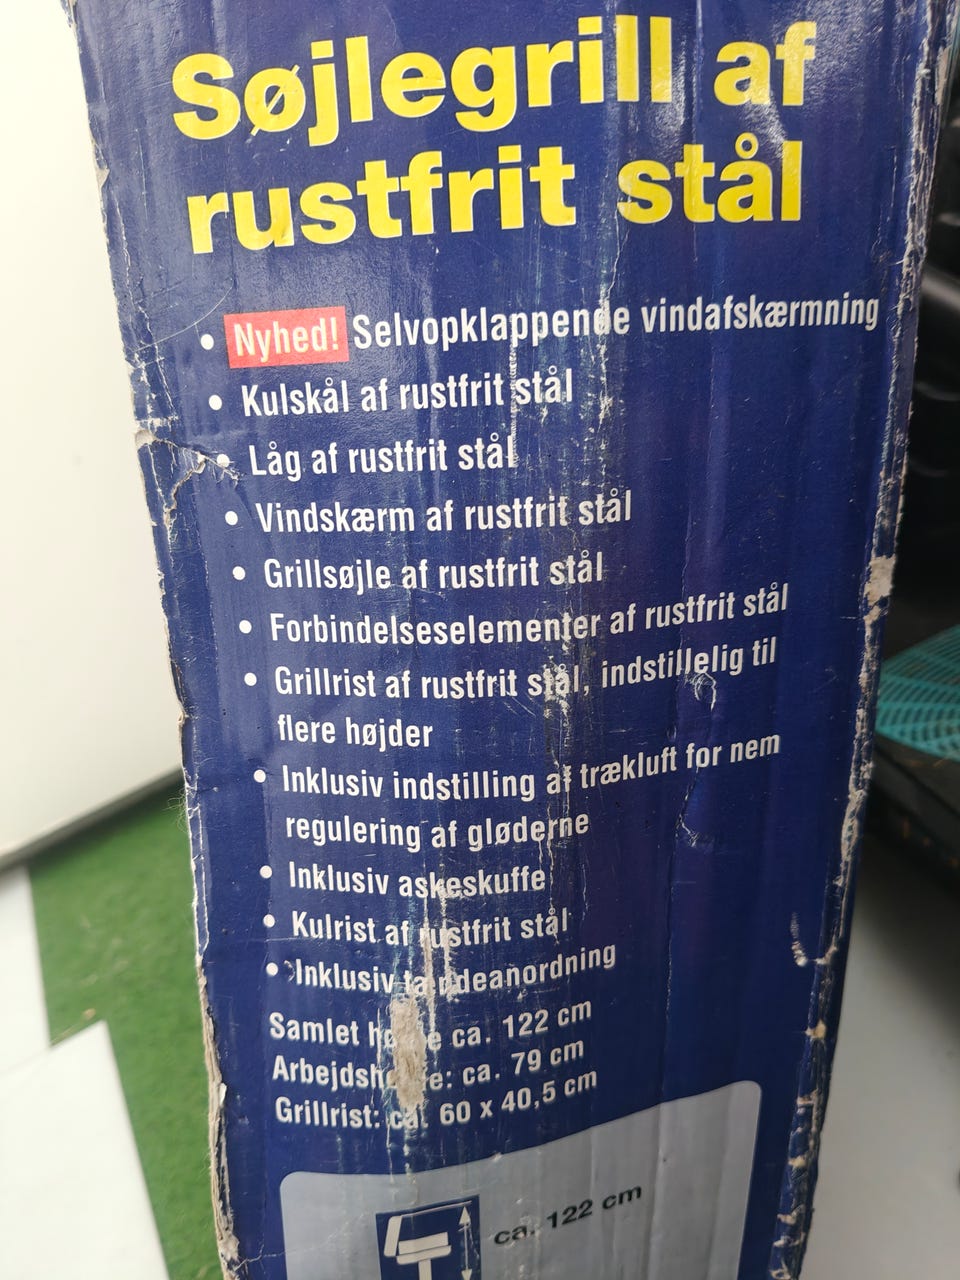 Søjlegrill af
rustfrit stål
• Nyhed! Selvopklappende vindafskærmning
• Kulskål af rustfrit stål
• Låg af rustfrit stål
• Vindskærm af rustfrit stål
• Grillsøjle af rustfrit stål
• Forbindelseselementer af rustfrit stål
• Grillrist af rustfrit stål, indstillelig til
flere højder
• Inklusiv indstilling af trækluft for nem
regulering af gløderne
• Inklusiv askeskuffe
• Kulrist af rustfrit stål
• Inklusiv tændeanordning
Samlet ca. 122 cm
ca. 79 cm
Grillrist: ca. 60 x 40,5 cm
ca. 122 cm